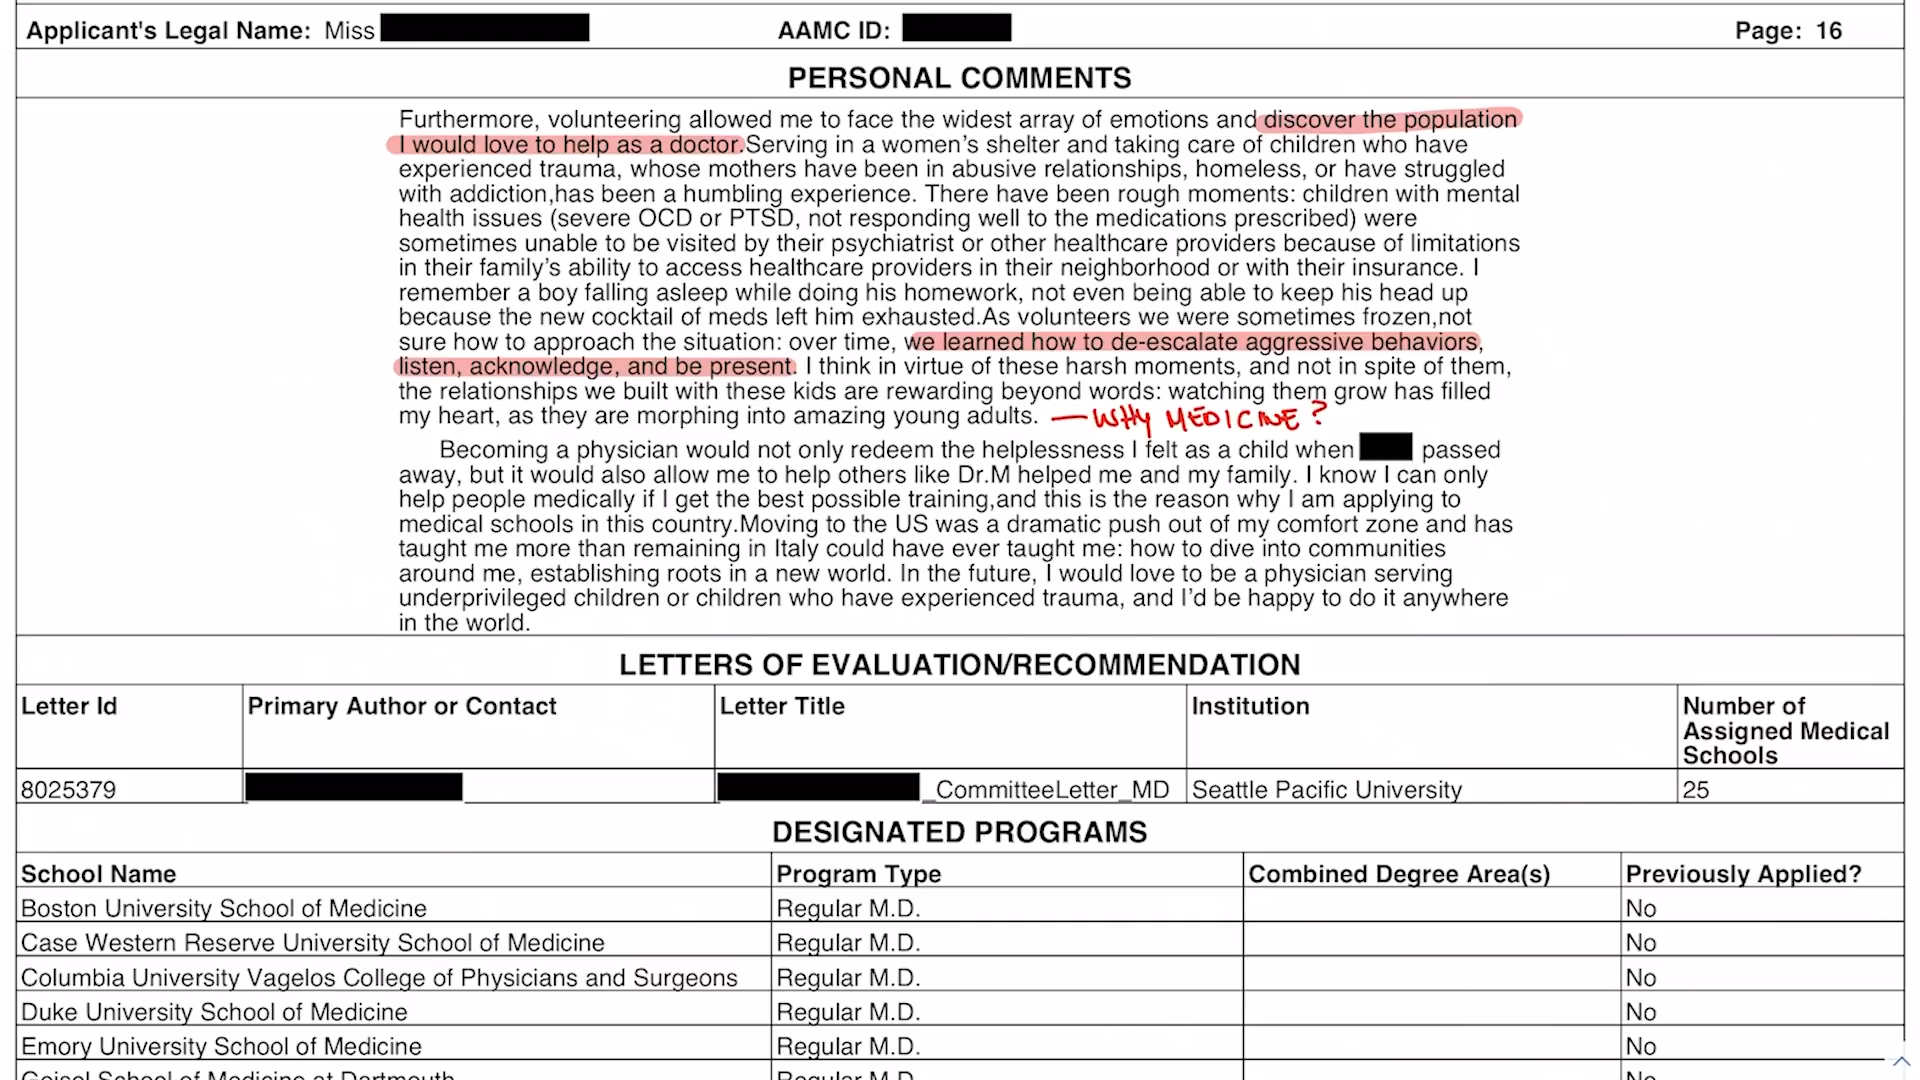 Applicant's Legal Name: Miss AAMC ID: Page: 16
PERSONAL COMMENTS
Furthermore, volunteering allowed me to face the widest array of emotions and discover the population
I would love to help as a doctor.Serving in a women's shelter and taking care of children who have
experienced trauma, whose mothers have been in abusive relationships, homeless, or have struggled
with addiction,has been a humbling experience. There have been rough moments: children with mental
health issues (severe OCD or PTSD, not responding well to the medications prescribed) were
sometimes unable to be visited by their psychiatrist or other healthcare providers because of limitations
in their family's ability to access healthcare providers in their neighborhood or with their insurance. I
remember a boy falling asleep while doing his homework, not even being able to keep his head up
because the new cocktail of meds left him exhausted.As volunteers we were sometimes frozen,not
sure how to approach the situation: over time, we learned how to de-escalate aggressive behaviors,
listen, acknowledge, and be present. I think in virtue of these harsh moments, and not in spite of them,
the relationships we built with these kids are rewarding beyond words: watching them grow has filled
my heart, as they are morphing into amazing young adults. — WHY MEDICINE?
Becoming a physician would not only redeem the helplessness I felt as a child when passed
away, but it would also allow me to help others like Dr.M helped me and my family. I know I can only
help people medically if I get the best possible training,and this is the reason why I am applying to
medical schools in this country.Moving to the US was a dramatic push out of my comfort zone and has
taught me more than remaining in Italy could have ever taught me: how to dive into communities
around me, establishing roots in a new world. In the future, I would love to be a physician serving
underprivileged children or children who have experienced trauma, and I'd be happy to do it anywhere
in the world.
LETTERS OF EVALUATION/RECOMMENDATION
Letter Id Primary Author or Contact Letter Title Institution Number of
Assigned Medical
Schools
8025379 _CommitteeLetter_MD Seattle Pacific University 25
DESIGNATED PROGRAMS
School Name Program Type Combined Degree Area(s) Previously Applied?
Boston University School of Medicine Regular M.D. No
Case Western Reserve University School of Medicine Regular M.D. No
Columbia University Vagelos College of Physicians and Surgeons Regular M.D. No
Duke University School of Medicine Regular M.D. No
Emory University School of Medicine Regular M.D. No
Geisel School of Medicine at Dartmouth Regular M.D. No